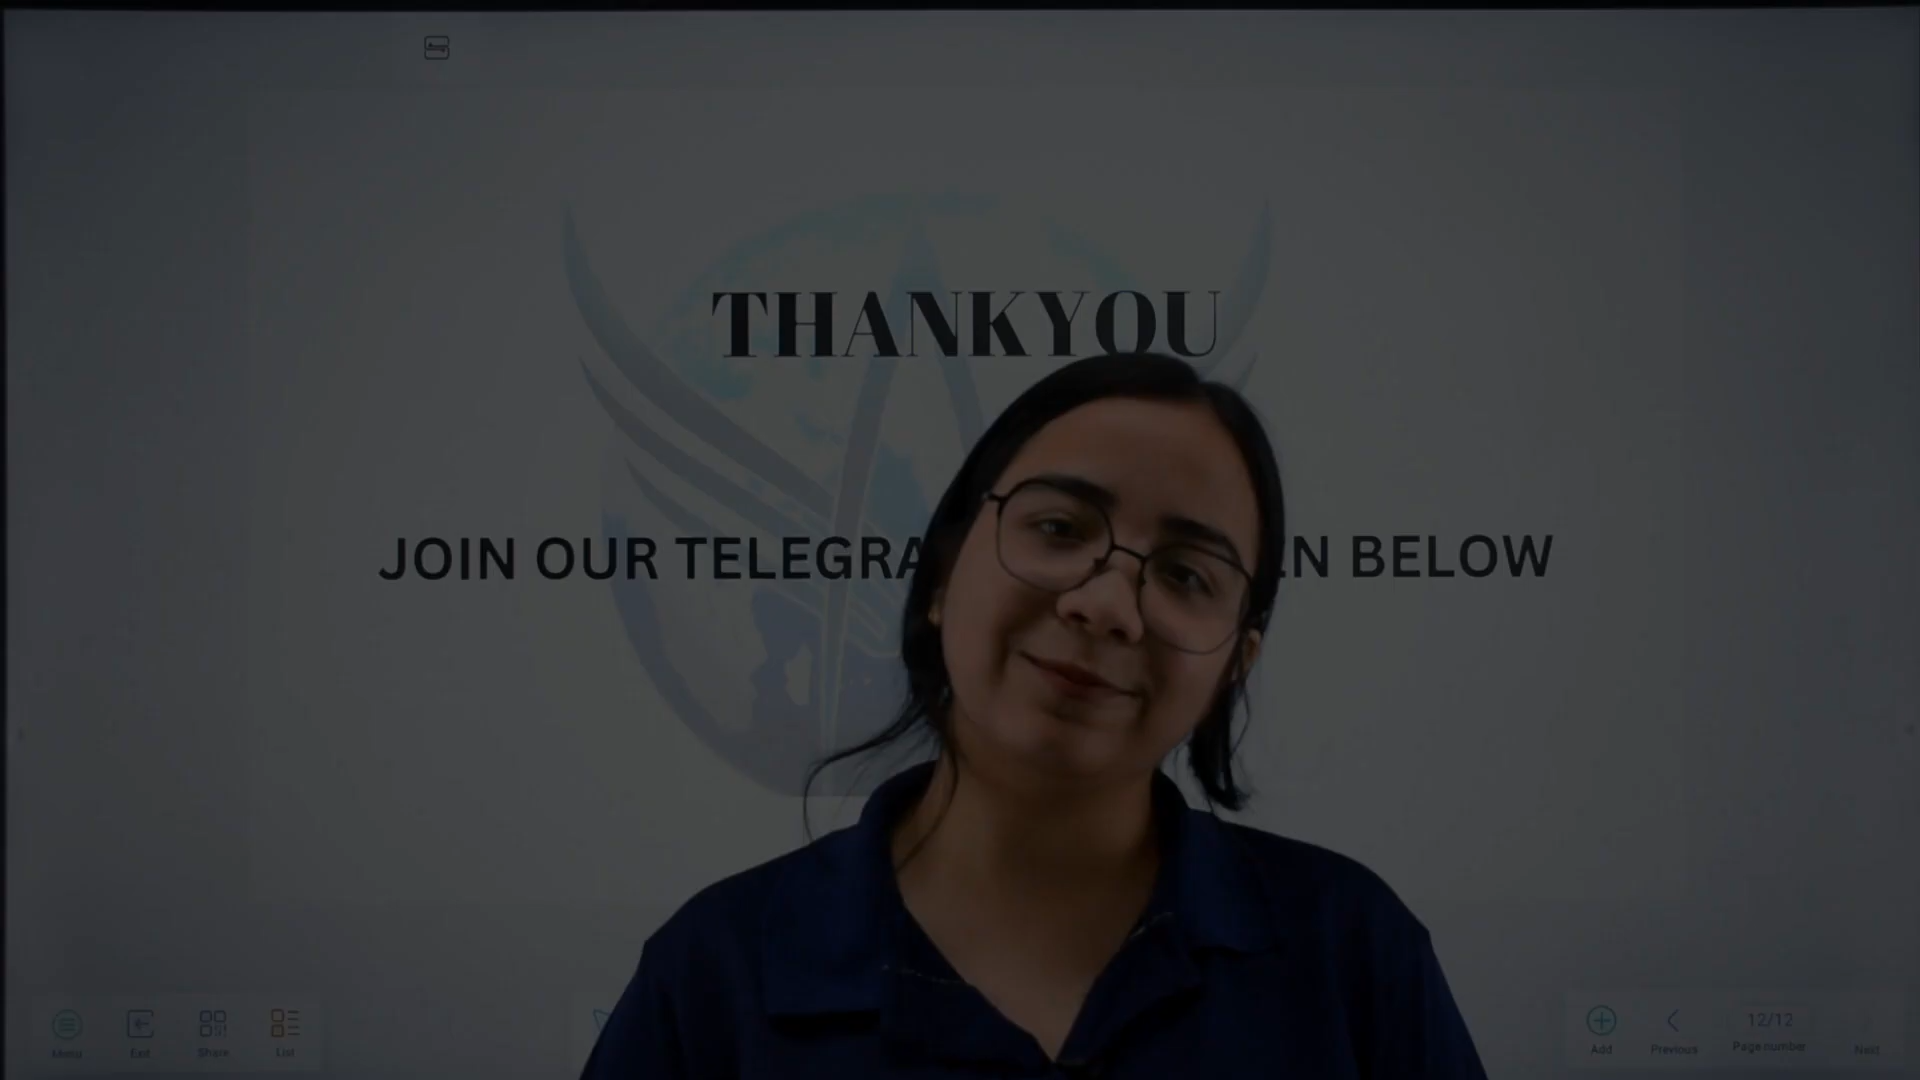 THANKYOU
JOIN OUR TELEGRA N BELOW
Menu
Exit
Share
List
Add
Previous
12/12
Page number
Next